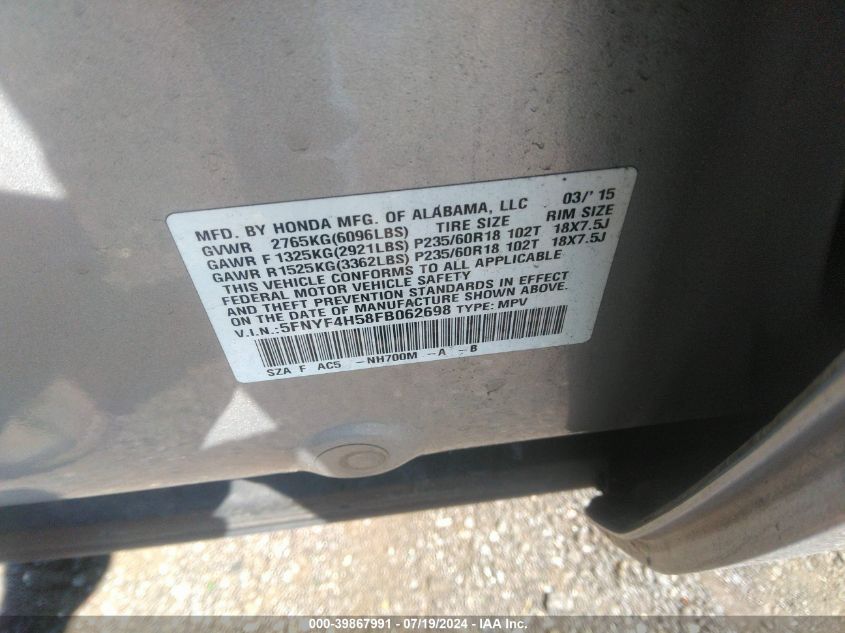 MFD. BY HONDA MFG. OF ALABAMA, LLC 03/'15
GVWR 2765KG(6096LBS) TIRE SIZE RIM SIZE
GAWR F 1325KG(2921LBS) P235/60R18 102T 18X7.5J
GAWR R 1525KG(3362LBS) P235/60R18 102T 18X7.5J
THIS VEHICLE CONFORMS TO ALL APPLICABLE
FEDERAL MOTOR VEHICLE SAFETY
AND THEFT PREVENTION STANDARDS IN EFFECT
ON THE DATE OF MANUFACTURE SHOWN ABOVE.
V.I.N.: 5FNYF4H58FB062698 TYPE: MPV
SZA F AC5 -NH700M -A -B
000-39867991 - 07/19/2024 - IAA Inc.